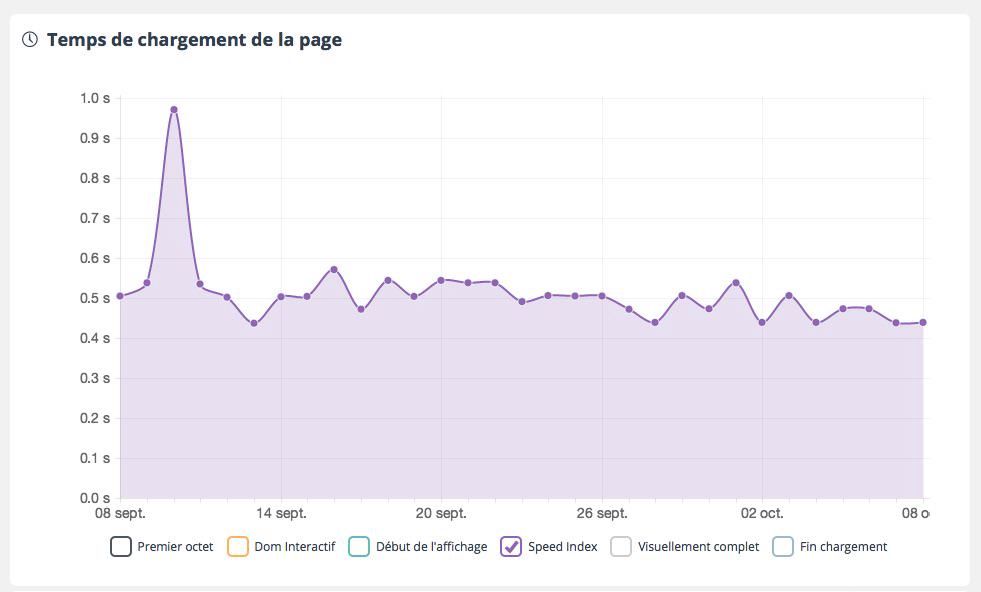 Temps de chargement de la page
1.0 s
0.9 s
0.8 s
0.7 s
0.6 s
0.5 s
0.4 s
0.3 s
0.2 s
0.1 s
0.0 s
08 sept. 14 sept. 20 sept. 26 sept. 02 oct. 08 o
Premier octet Dom Interactif Début de l'affichage Speed Index Visuellement complet Fin chargement